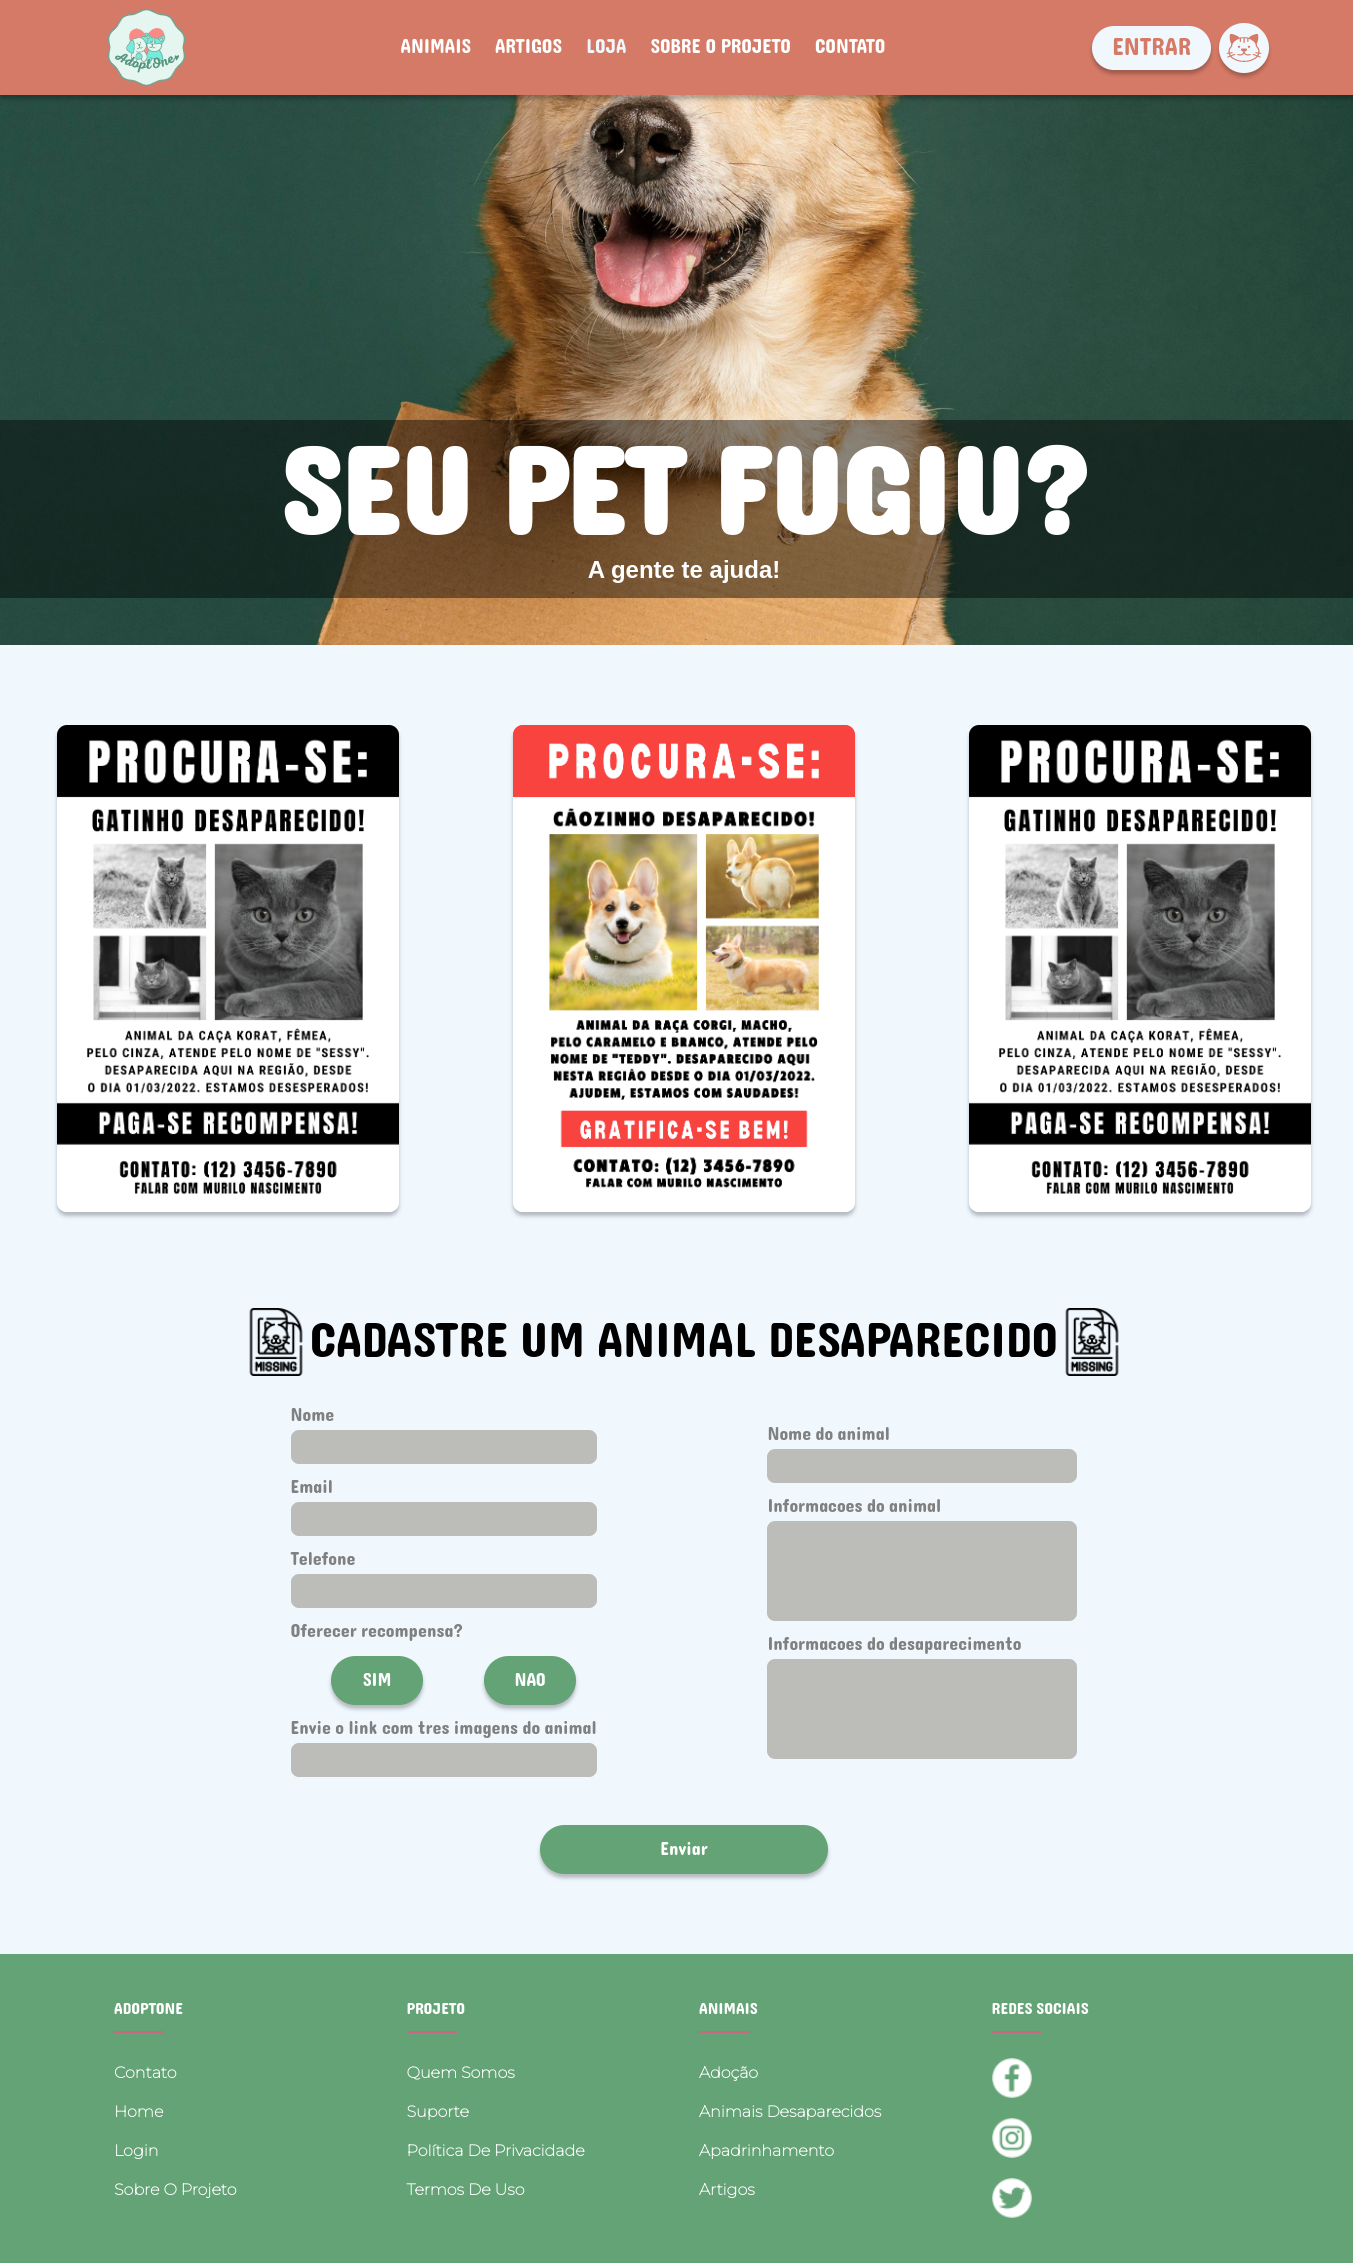 AdoptOne
ANIMAIS ARTIGOS LOJA SOBRE O PROJETO CONTATO
ENTRAR
SEU PET FUGIU?
A gente te ajuda!
PROCURA-SE:
GATINHO DESAPARECIDO!
ANIMAL DA CAÇA KORAT, FÊMEA,
PELO CINZA, ATENDE PELO NOME DE "SESSY".
DESAPARECIDA AQUI NA REGIÃO, DESDE
O DIA 01/03/2022. ESTAMOS DESESPERADOS!
PAGA-SE RECOMPENSA!
CONTATO: (12) 3456-7890
FALAR COM MURILO NASCIMENTO
PROCURA-SE:
CÃOZINHO DESAPARECIDO!
ANIMAL DA RAÇA CORGI, MACHO,
PELO CARAMELO E BRANCO, ATENDE PELO
NOME DE "TEDDY". DESAPARECIDO AQUI
NESTA REGIÃO DESDE O DIA 01/03/2022.
AJUDEM, ESTAMOS COM SAUDADES!
GRATIFICA-SE BEM!
CONTATO: (12) 3456-7890
FALAR COM MURILO NASCIMENTO
PROCURA-SE:
GATINHO DESAPARECIDO!
ANIMAL DA CAÇA KORAT, FÊMEA,
PELO CINZA, ATENDE PELO NOME DE "SESSY".
DESAPARECIDA AQUI NA REGIÃO, DESDE
O DIA 01/03/2022. ESTAMOS DESESPERADOS!
PAGA-SE RECOMPENSA!
CONTATO: (12) 3456-7890
FALAR COM MURILO NASCIMENTO
MISSING
CADASTRE UM ANIMAL DESAPARECIDO
MISSING
Nome
Email
Telefone
Oferecer recompensa?
SIM NAO
Envie o link com tres imagens do animal
Nome do animal
Informacoes do animal
Informacoes do desaparecimento
Enviar
ADOPTONE
Contato
Home
Login
Sobre O Projeto
PROJETO
Quem Somos
Suporte
Política De Privacidade
Termos De Uso
ANIMAIS
Adoção
Animais Desaparecidos
Apadrinhamento
Artigos
REDES SOCIAIS